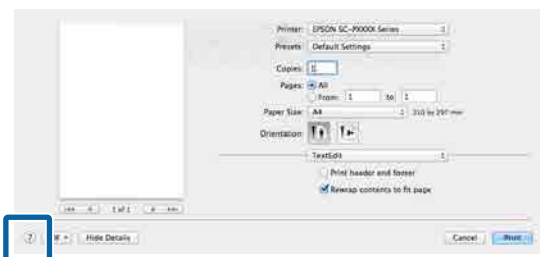 Printer: EPSON SC-PXXXX Series
Presets: Default Settings
Copies: 1
Pages: All
From: 1 to 1
Paper Size: A4 210 by 297 mm
Orientation:
TextEdit
Print header and footer
Rewrap contents to fit page
1 of 1
? Hide Details Cancel Print